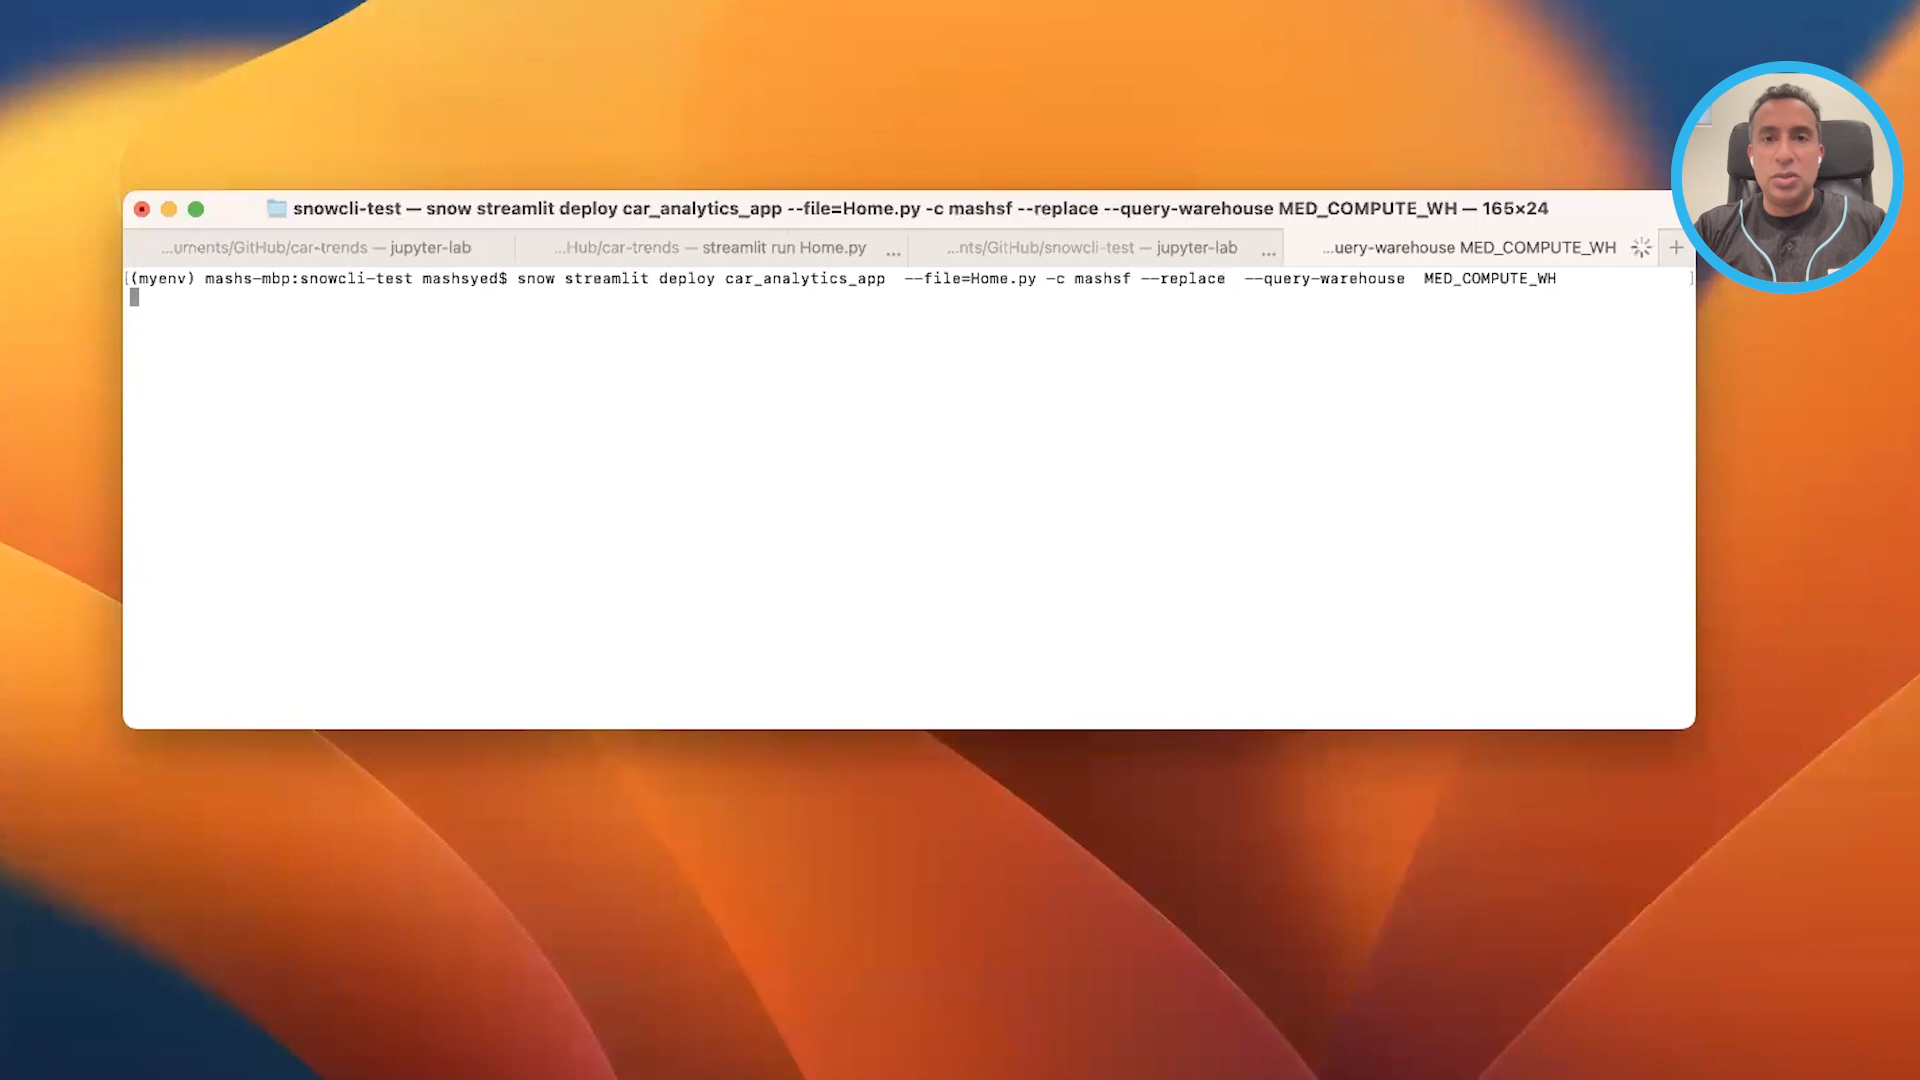 snowcli-test — snow streamlit deploy car_analytics_app --file=Home.py -c mashsf --replace --query-warehouse MED_COMPUTE_WH — 165×24
...uments/GitHub/car-trends — jupyter-lab
...Hub/car-trends — streamlit run Home.py ...
...nts/GitHub/snowcli-test — jupyter-lab ...
...uery-warehouse MED_COMPUTE_WH
[(myenv) mashs-mbp:snowcli-test mashsyed$ snow streamlit deploy car_analytics_app  --file=Home.py -c mashsf --replace  --query-warehouse  MED_COMPUTE_WH ]